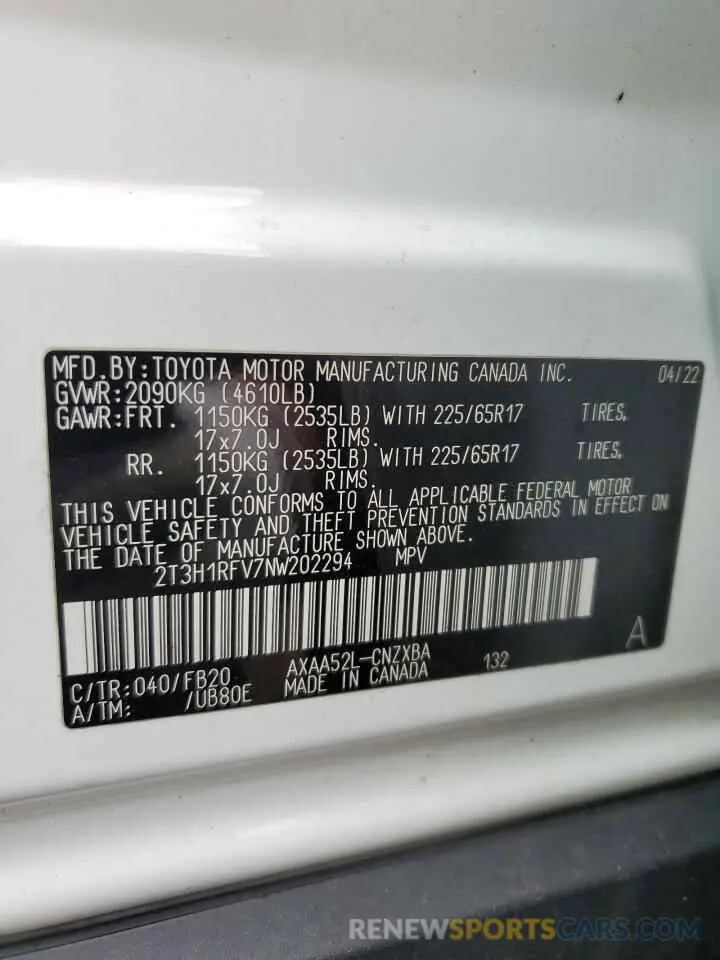 MFD.BY:TOYOTA MOTOR MANUFACTURING CANADA INC. 04/22
GVWR:2090KG (4610LB)
GAWR:FRT. 1150KG (2535LB) WITH 225/65R17 TIRES,
17x7.0J RIMS.
RR. 1150KG (2535LB) WITH 225/65R17 TIRES,
17x7.0J RIMS.
THIS VEHICLE CONFORMS TO ALL APPLICABLE FEDERAL MOTOR
VEHICLE SAFETY AND THEFT PREVENTION STANDARDS IN EFFECT ON
THE DATE OF MANUFACTURE SHOWN ABOVE.
2T3H1RFV7NW202294 MPV
A
C/TR:040/FB20 AXAA52L-CNZXBA 132
A/TM: /UB80E MADE IN CANADA
RENEWSPORTSCARS.COM